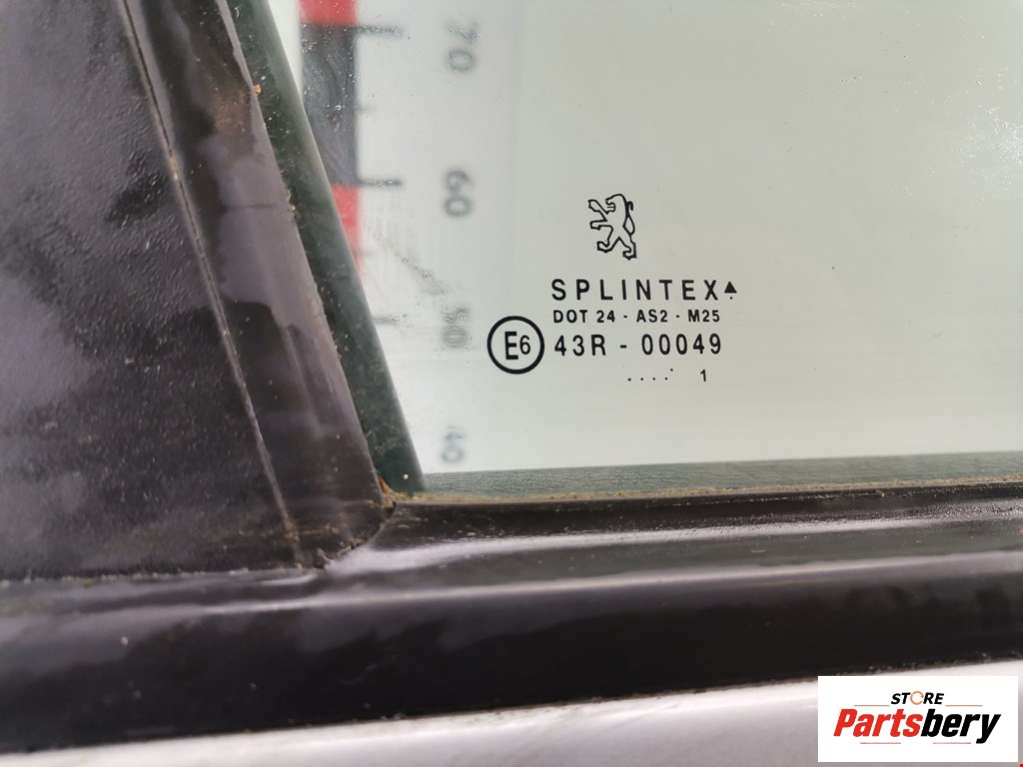 70
60
50
40
SPLINTEX
DOT 24 - AS2 - M25
E6 43R - 00049
..... 1
STORE
Partsbery